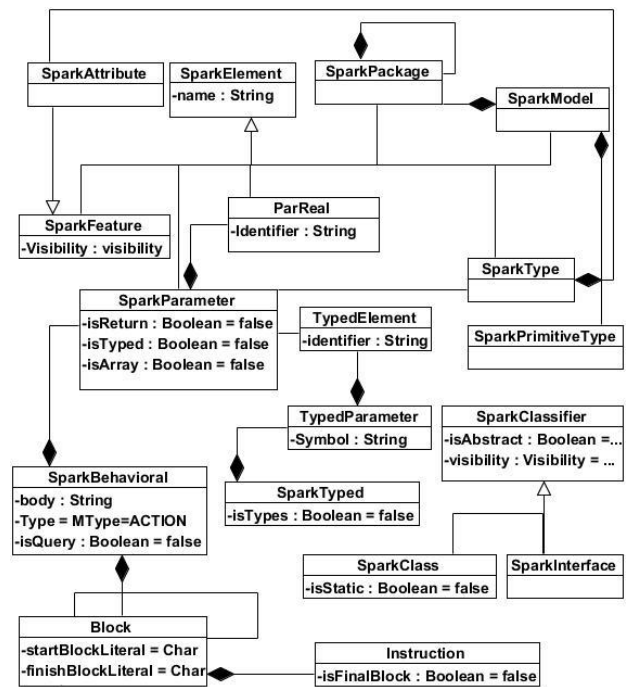 SparkAttribute
SparkElement
-name : String
SparkPackage
SparkModel
SparkFeature
-Visibility : visibility
ParReal
-Identifier : String
SparkType
SparkParameter
-isReturn : Boolean = false
-isTyped : Boolean = false
-isArray : Boolean = false
TypedElement
-identifier : String
SparkPrimitiveType
TypedParameter
-Symbol : String
SparkClassifier
-isAbstract : Boolean =...
-visibility : Visibility = ...
SparkBehavioral
-body : String
-Type = MType=ACTION
-isQuery : Boolean = false
SparkTyped
-isTypes : Boolean = false
SparkClass
-isStatic : Boolean = false
SparkInterface
Block
-startBlockLiteral = Char
-finishBlockLiteral = Char
Instruction
-isFinalBlock : Boolean = false